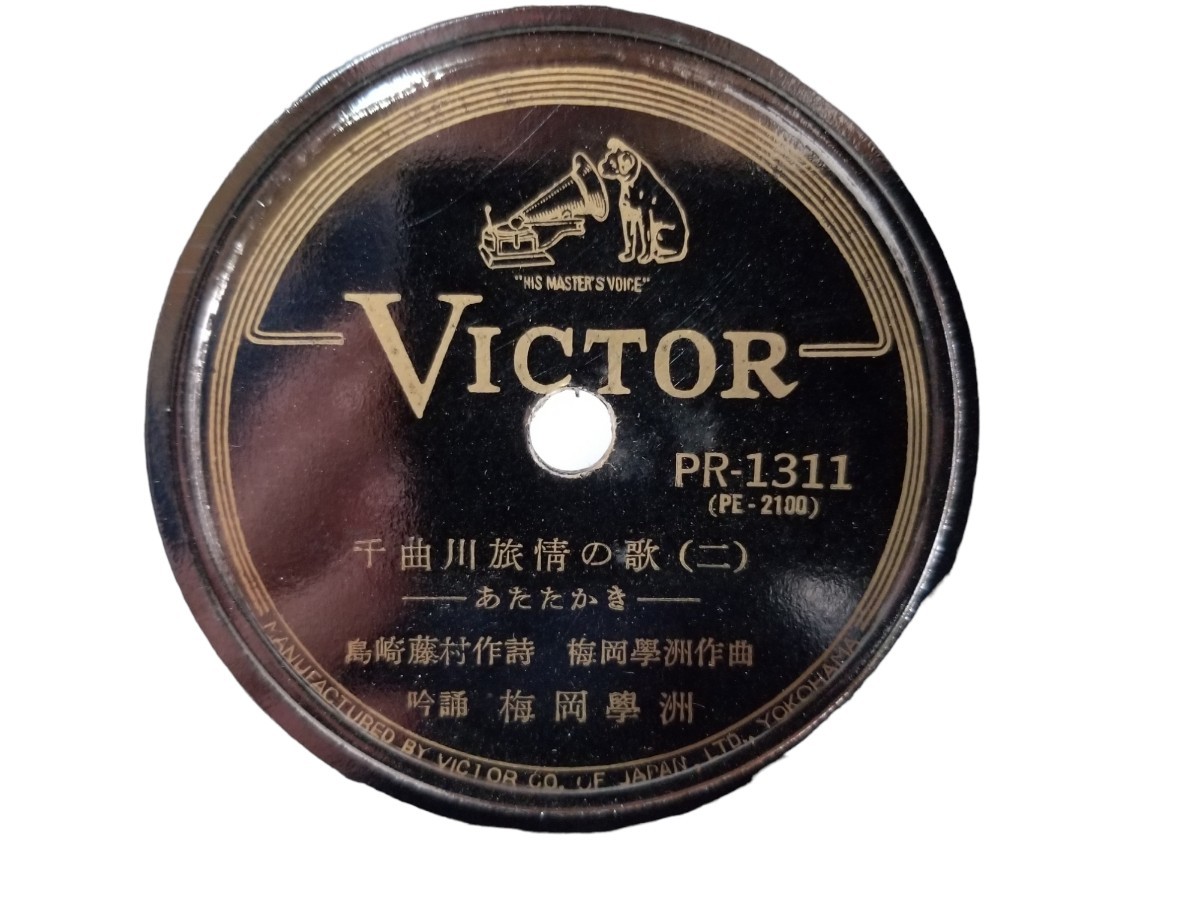 "HIS MASTER'S VOICE"
VICTOR
PR-1311
(PE-2100)
千曲川旅情の歌(二)
—あたたかき—
島崎藤村作詩 梅岡學洲作曲
吟誦 梅岡學洲
MANUFACTURED BY VICTOR CO. OF JAPAN, LTD., YOKOHAMA